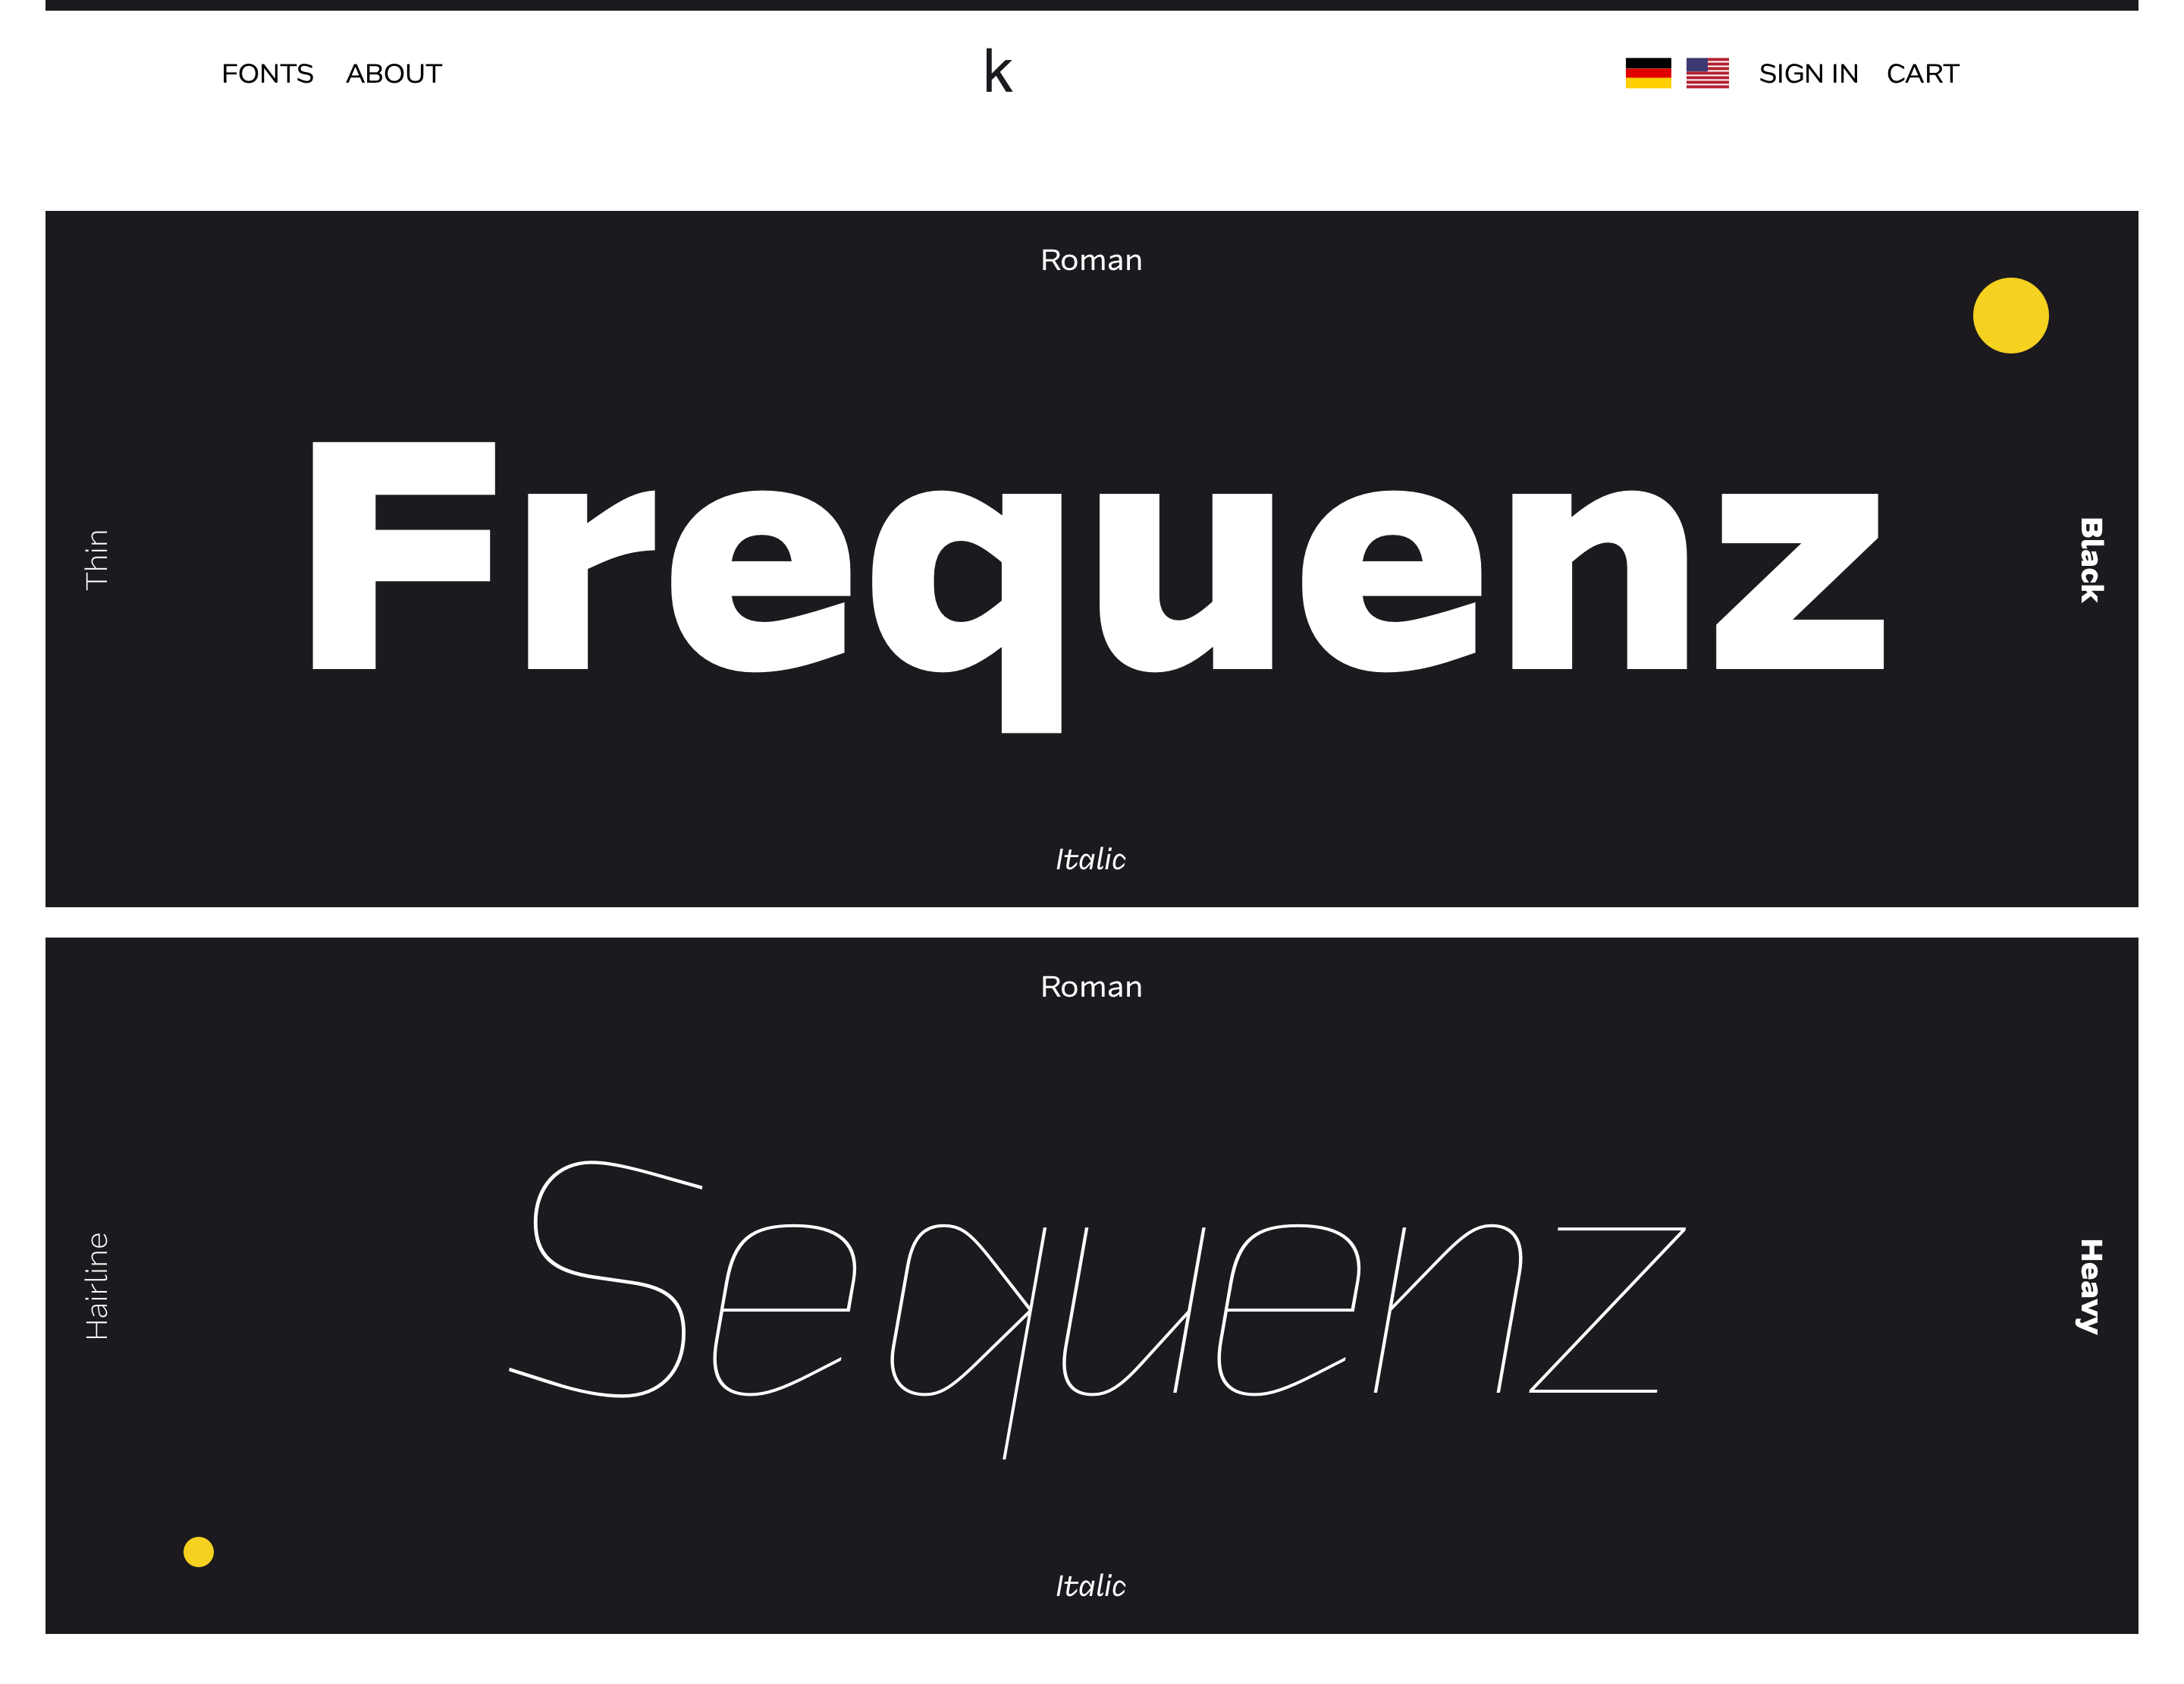 FONTS ABOUT k SIGN IN CART
Roman
Thin
Frequenz
Black
Italic
Roman
Hairline
Sequenz
Heavy
Italic